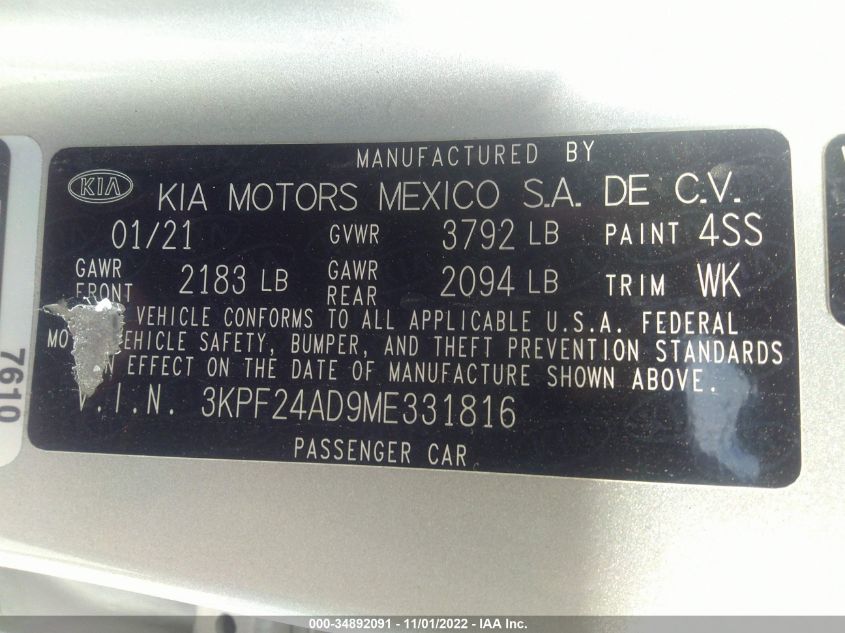 MANUFACTURED BY
KIA KIA MOTORS MEXICO S.A. DE C.V.
01/21 GVWR 3792 LB PAINT 4SS
GAWR FRONT 2183 LB GAWR REAR 2094 LB TRIM WK
VEHICLE CONFORMS TO ALL APPLICABLE U.S.A. FEDERAL
MO EHICLE SAFETY, BUMPER, AND THEFT PREVENTION STANDARDS
N EFFECT ON THE DATE OF MANUFACTURE SHOWN ABOVE.
V.I.N. 3KPF24AD9ME331816
PASSENGER CAR
7610
000-34892091 - 11/01/2022 - IAA Inc.